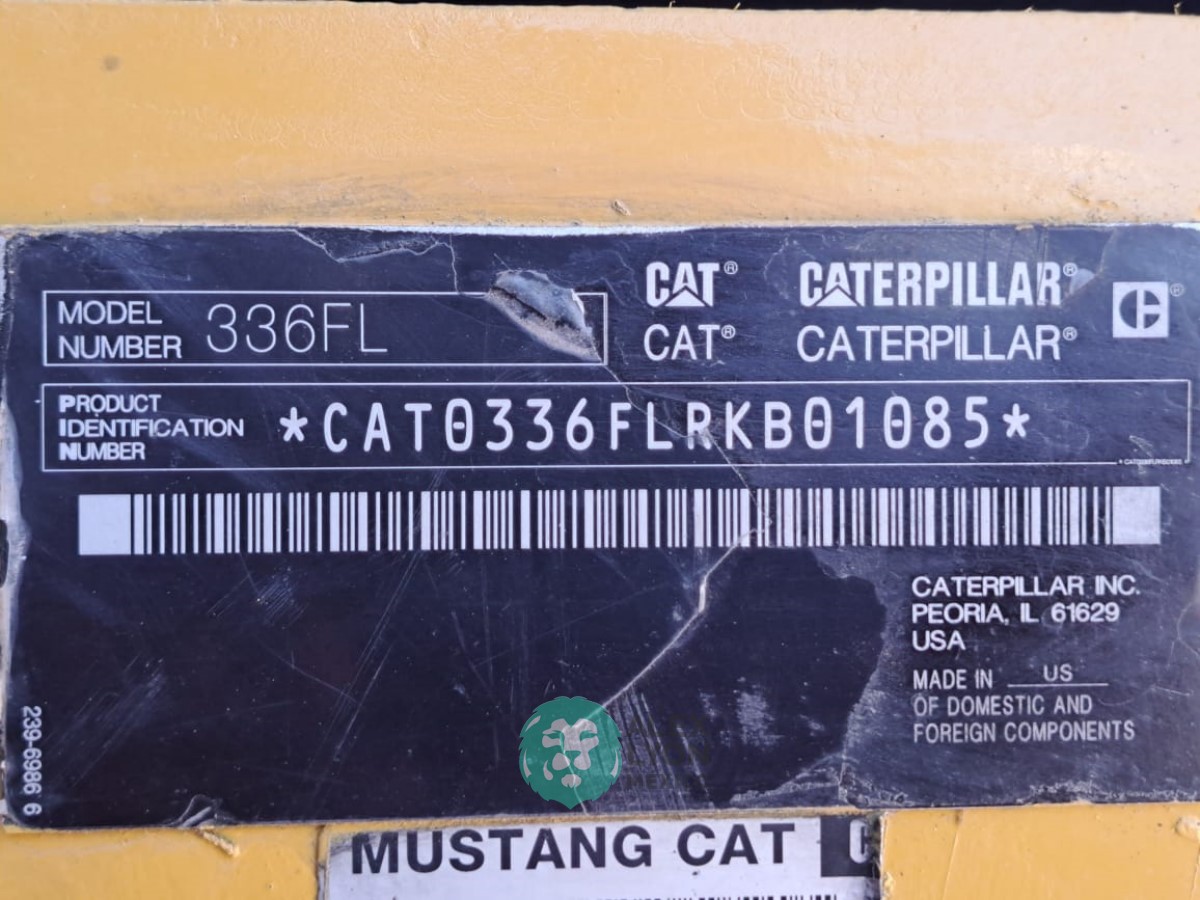 MODEL
NUMBER 336FL
CAT® CATERPILLAR®
CAT® CATERPILLAR®
PRODUCT
IDENTIFICATION
NUMBER
*CAT0336FLRKB01085*
CATERPILLAR INC.
PEORIA, IL 61629
USA
MADE IN US
OF DOMESTIC AND
FOREIGN COMPONENTS
239-6986 6
MUSTANG CAT